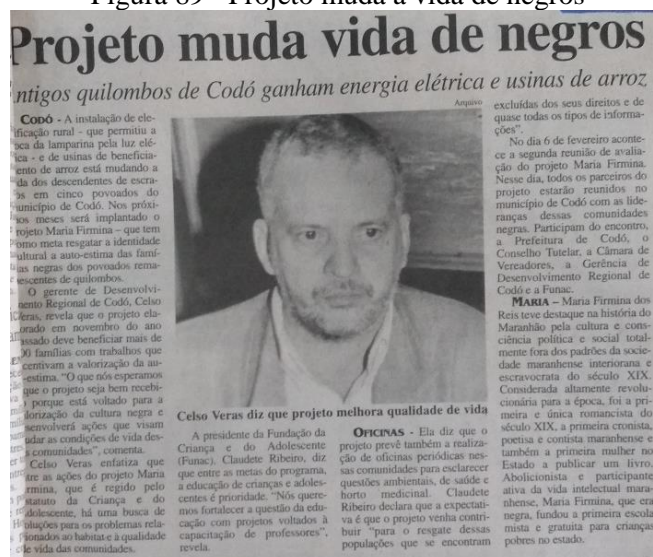 Figura 89 - Projeto muda a vida de negros
Projeto muda vida de negros
ntigos quilombos de Codó ganham energia elétrica e usinas de arroz
CODÓ - A instalação de ele-
ificação rural - que permitiu a
oca da lamparina pela luz elé-
ica - e de usinas de beneficia-
ento de arroz está mudando a
da dos descendentes de escra-
os em cinco povoados do
unicípio de Codó. Nos próxi-
os meses será implantado o
rojeto Maria Firmina – que tem
omo meta resgatar a identidade
ultural a auto-estima das famí-
as negras dos povoados rema-
escentes de quilombos.
O gerente de Desenvolvi-
ento Regional de Codó, Celso
eras, revela que o projeto ela-
orado em novembro do ano
assado deve beneficiar mais de
00 famílias com trabalhos que
centivam a valorização da au-
-estima. “O que nós esperamos
que o projeto seja bem recebi-
porque está voltado para a
alorização da cultura negra e
esenvolverá ações que visam
udar as condições de vida des-
s comunidades”, comenta.
Celso Veras enfatiza que
tre as ações do projeto Maria
rmina, que é regido pelo
statuto da Criança e do
dolescente, há uma busca de
oluções para os problemas rela-
ionados ao habitat e à qualidade
de vida das comunidades.
Arquivo
Celso Veras diz que projeto melhora qualidade de vida
A presidente da Fundação da
Criança e do Adolescente
(Funac), Claudete Ribeiro, diz
que entre as metas do programa,
a educação de crianças e adoles-
centes é prioridade. “Nós quere-
mos fortalecer a questão da edu-
cação com projetos voltados à
capacitação de professores”,
revela.
OFICINAS - Ela diz que o
projeto prevê também a realiza-
ção de oficinas periódicas nes-
sas comunidades para esclarecer
questões ambientais, de saúde e
horto medicinal. Claudete
Ribeiro declara que a expectati-
va é que o projeto venha contri-
buir “para o resgate dessas
populações que se encontram
excluídas dos seus direitos e de
quase todas os tipos de informa-
ções”.
No dia 6 de fevereiro aconte-
ce a segunda reunião de avalia-
ção do projeto Maria Firmina.
Nesse dia, todos os parceiros do
projeto estarão reunidos no
município de Codó com as lide-
ranças dessas comunidades
negras. Participam do encontro,
a Prefeitura de Codó, o
Conselho Tutelar, a Câmara de
Vereadores, a Gerência de
Desenvolvimento Regional de
Codó e a Funac.
MARIA – Maria Firmina dos
Reis teve destaque na história do
Maranhão pela cultura e cons-
ciência política e social total-
mente fora dos padrões da socie-
dade maranhense interiorana e
escravocrata do século XIX.
Considerada altamente revolu-
cionária para a época, foi a pri-
meira e única romancista do
século XIX, a primeira cronista,
poetisa e contista maranhense e
também a primeira mulher no
Estado a publicar um livro.
Abolicionista e participante
ativa da vida intelectual mara-
nhense, Maria Firmina, que era
negra, fundou a primeira escola
mista e gratuita para crianças
pobres no estado.